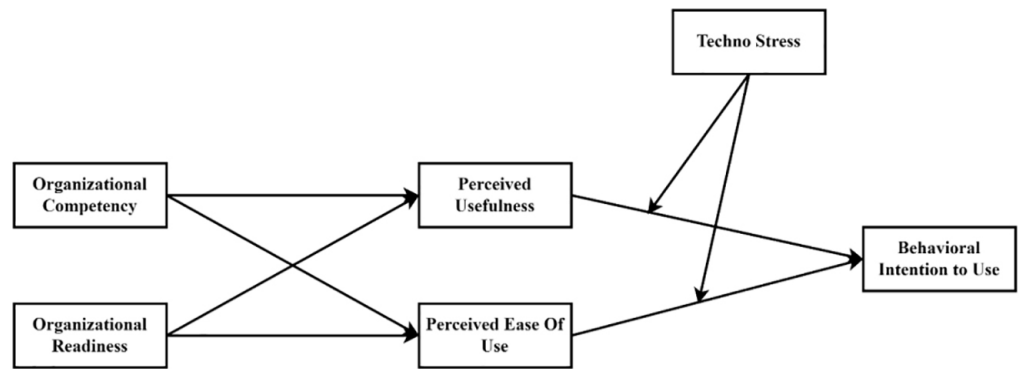 Techno Stress
Organizational
Competency
Perceived
Usefulness
Behavioral
Intention to Use
Organizational
Readiness
Perceived Ease Of
Use